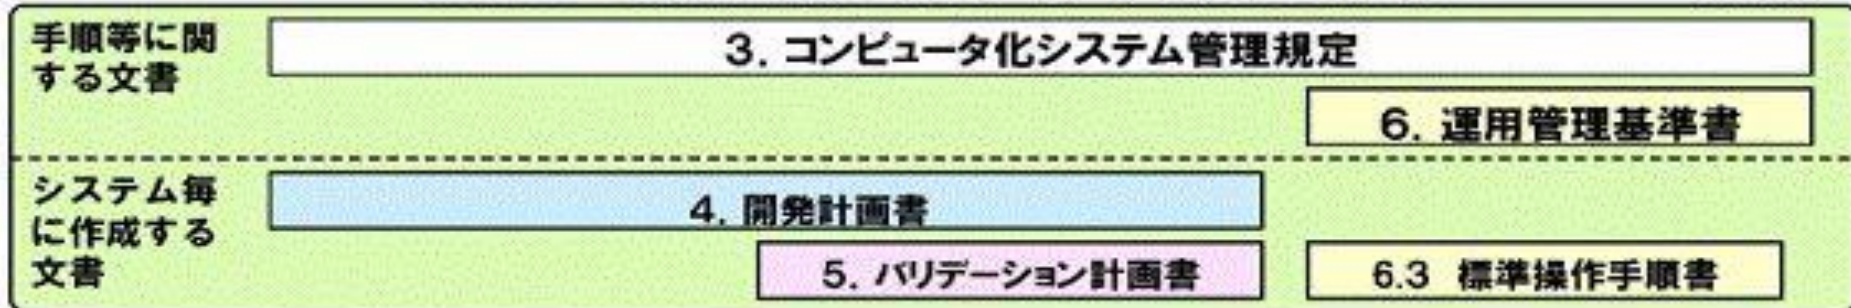 手順等に関
する文書
3. コンピュータ化システム管理規定
6. 運用管理基準書
システム毎
に作成する
文書
4. 開発計画書
5. バリデーション計画書
6.3 標準操作手順書